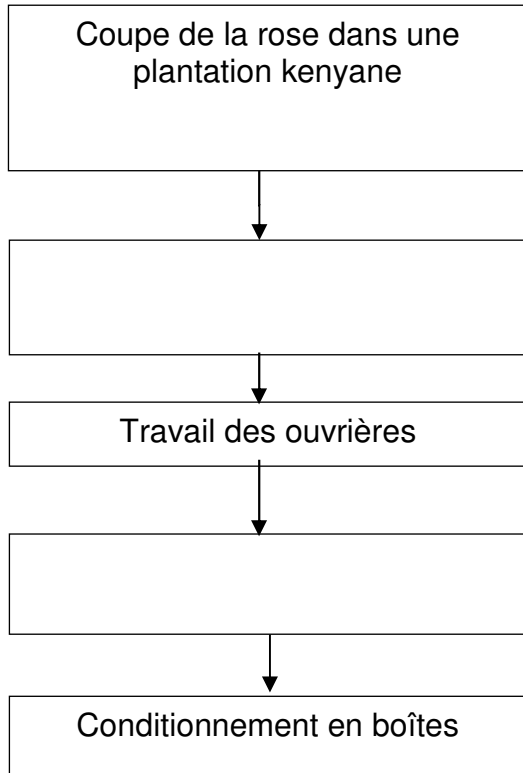 Coupe de la rose dans une
plantation kenyane
Travail des ouvrières
Conditionnement en boîtes